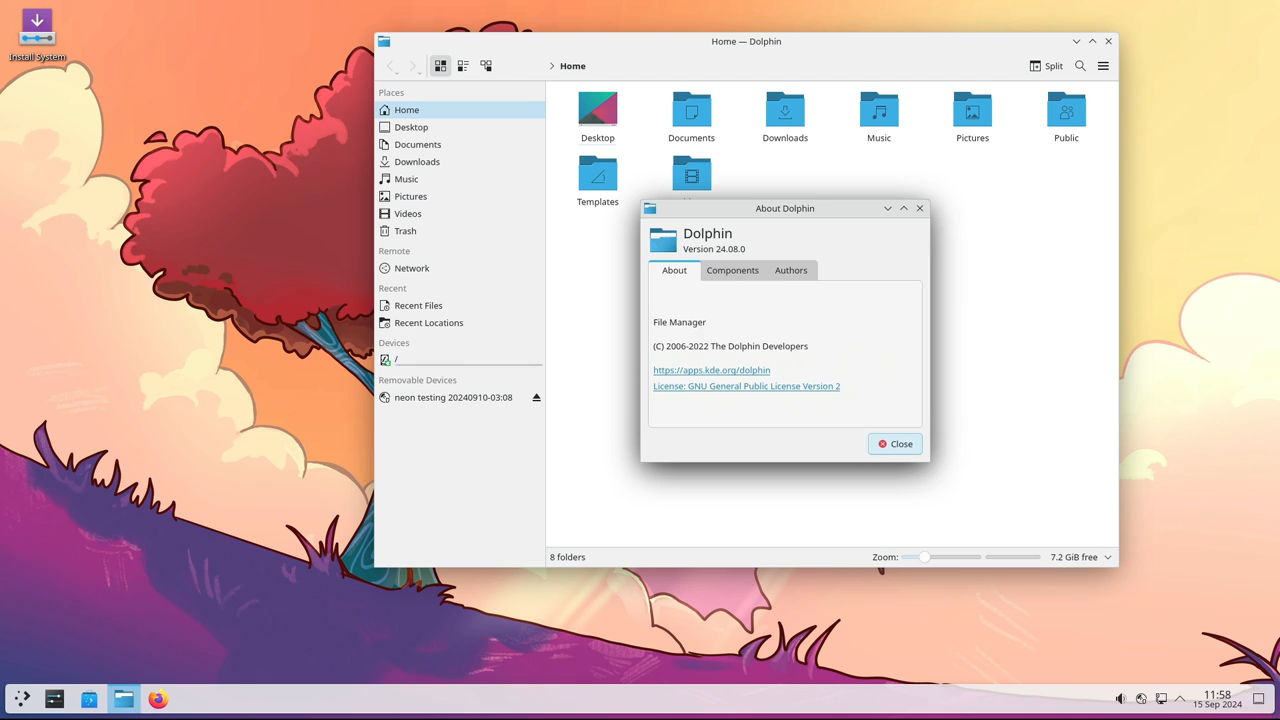 Install System
Home — Dolphin
Home
Split
Places
Home
Desktop
Documents
Downloads
Music
Pictures
Videos
Trash
Remote
Network
Recent
Recent Files
Recent Locations
Devices
/
Removable Devices
neon testing 20240910-03:08
Desktop
Documents
Downloads
Music
Pictures
Public
Templates
About Dolphin
Dolphin
Version 24.08.0
About
Components
Authors
File Manager
(C) 2006-2022 The Dolphin Developers
https://apps.kde.org/dolphin
License: GNU General Public License Version 2
Close
8 folders
Zoom:
7.2 GiB free
11:58
15 Sep 2024